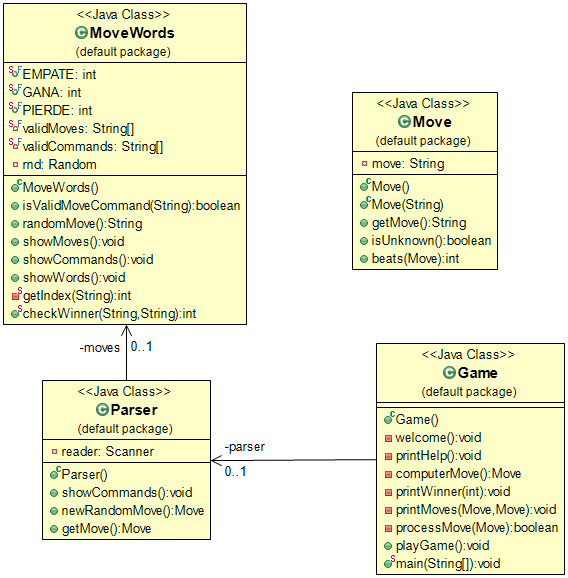 <<Java Class>>
MoveWords
(default package)
EMPATE: int
GANA: int
PIERDE: int
validMoves: String[]
validCommands: String[]
rnd: Random
MoveWords()
isValidMoveCommand(String):boolean
randomMove():String
showMoves():void
showCommands():void
showWords():void
getIndex(String):int
checkWinner(String,String):int
<<Java Class>>
Move
(default package)
move: String
Move()
Move(String)
getMove():String
isUnknown():boolean
beats(Move):int
-moves 0..1
<<Java Class>>
Parser
(default package)
reader: Scanner
Parser()
showCommands():void
newRandomMove():Move
getMove():Move
-parser
0..1
<<Java Class>>
Game
(default package)
Game()
welcome():void
printHelp():void
computerMove():Move
printWinner(int):void
printMoves(Move,Move):void
processMove(Move):boolean
playGame():void
main(String[]):void